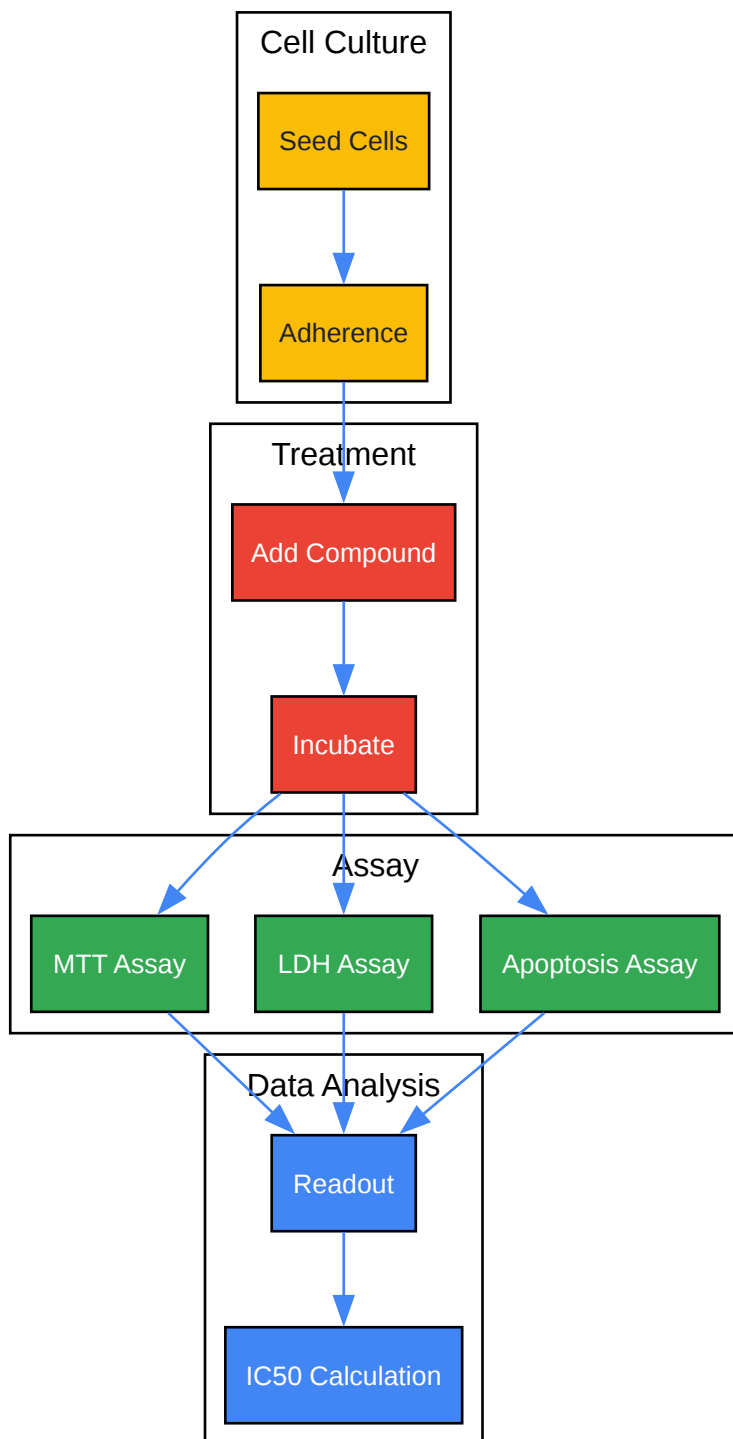 Cell Culture
Seed Cells
Adherence
Treatment
Add Compound
Incubate
Assay
MTT Assay
LDH Assay
Apoptosis Assay
Data Analysis
Readout
IC50 Calculation